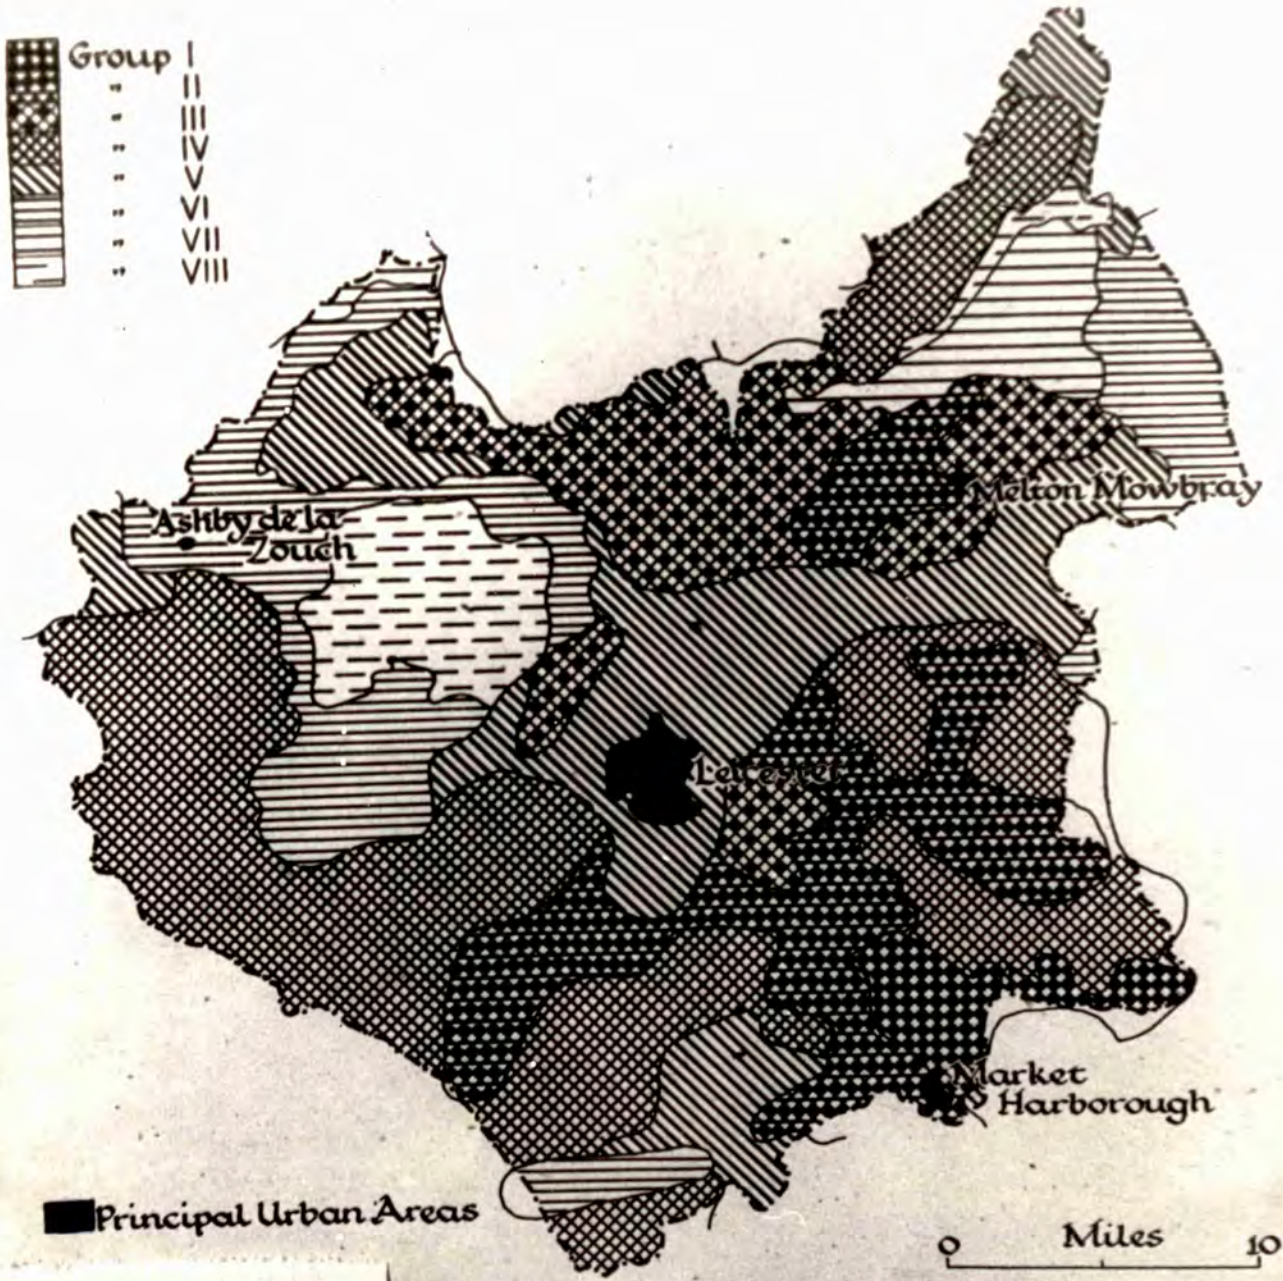 Group I
" II
" III
" IV
" V
" VI
" VII
" VIII
Melton Mowbray
Ashby de la
Zouch
Leicester
Market
Harborough
Principal Urban Areas
Miles
0 10